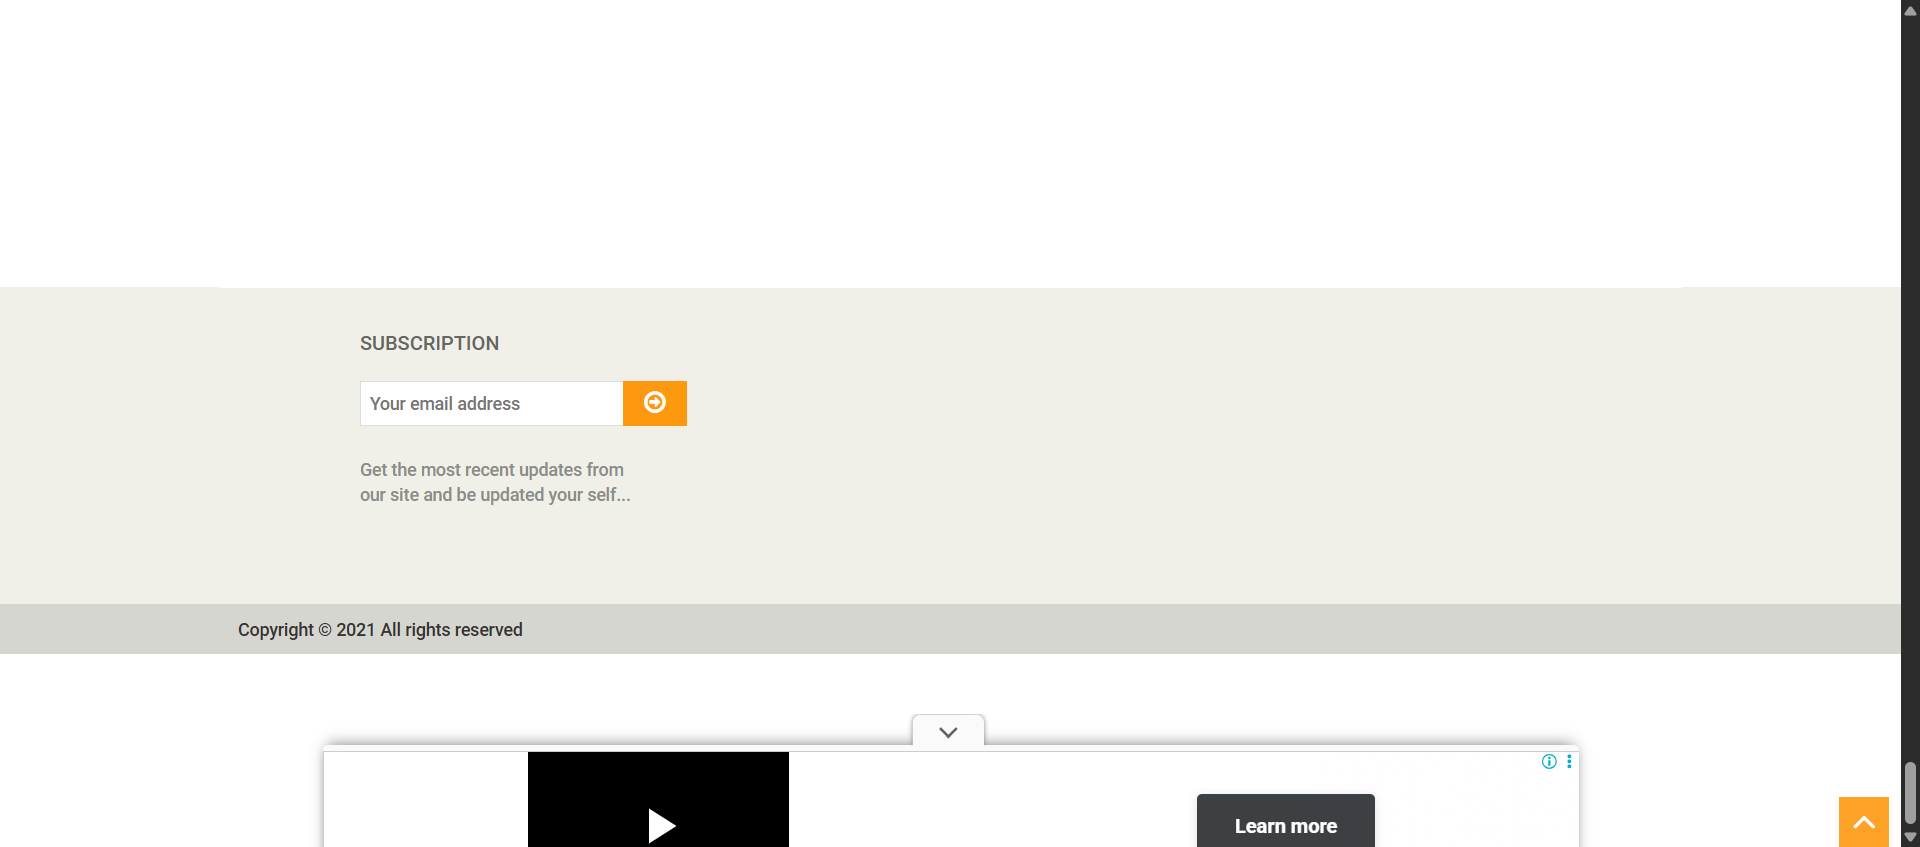 SUBSCRIPTION
Your email address
Get the most recent updates from
our site and be updated your self...
Copyright © 2021 All rights reserved
Learn more